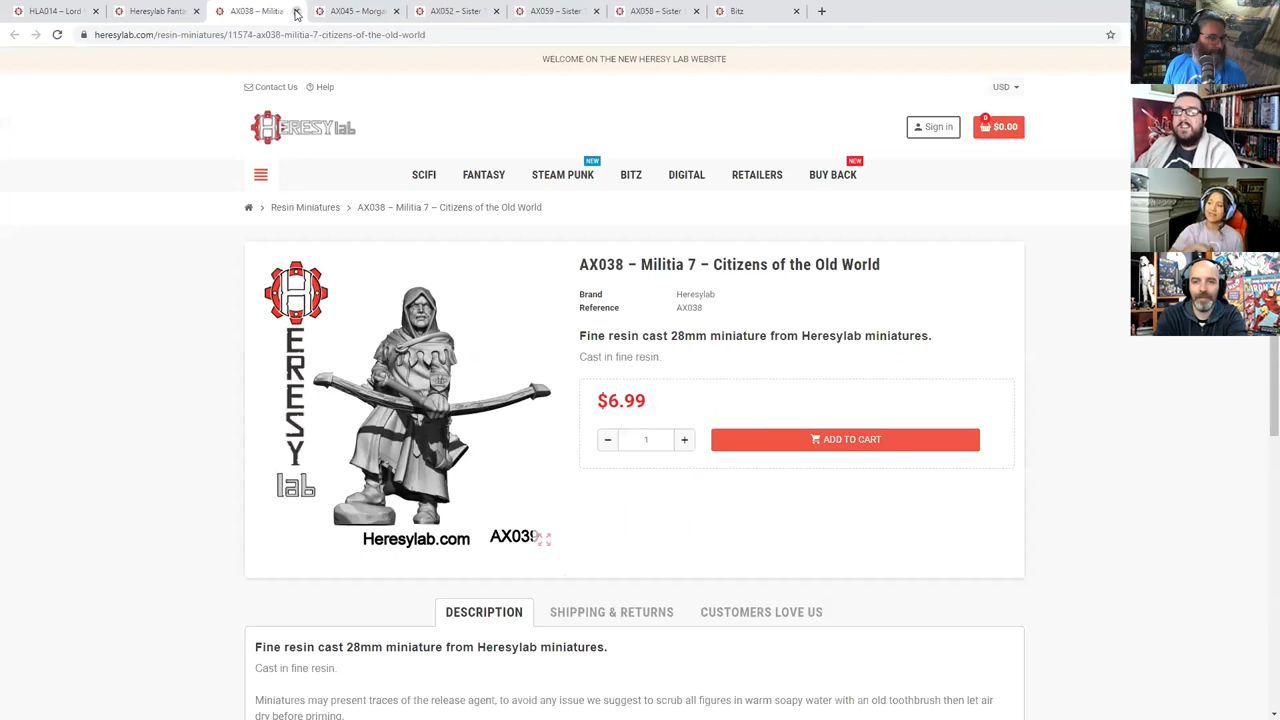 HLA014 – Lord
Heresylab Fanta
AX038 – Militia
AX045 – Morga
AX052 – Sister
AX059 – Sister
AX058 – Sister
Bitz
heresylab.com/resin-miniatures/11574-ax038-militia-7-citizens-of-the-old-world
WELCOME ON THE NEW HERESY LAB WEBSITE
Contact Us
Help
USD
HERESYlab
Sign in
0
$0.00
NEW
NEW
SCIFI
FANTASY
STEAM PUNK
BITZ
DIGITAL
RETAILERS
BUY BACK
Resin Miniatures
AX038 – Militia 7 – Citizens of the Old World
HERESY
lab
Heresylab.com
AX039
AX038 – Militia 7 – Citizens of the Old World
Brand Heresylab
Reference AX038
Fine resin cast 28mm miniature from Heresylab miniatures.
Cast in fine resin.
$6.99
1
ADD TO CART
DESCRIPTION
SHIPPING & RETURNS
CUSTOMERS LOVE US
Fine resin cast 28mm miniature from Heresylab miniatures.
Cast in fine resin.
Miniatures may present traces of the release agent, to avoid any issue we suggest to scrub all figures in warm soapy water with an old toothbrush then let air
dry before priming.